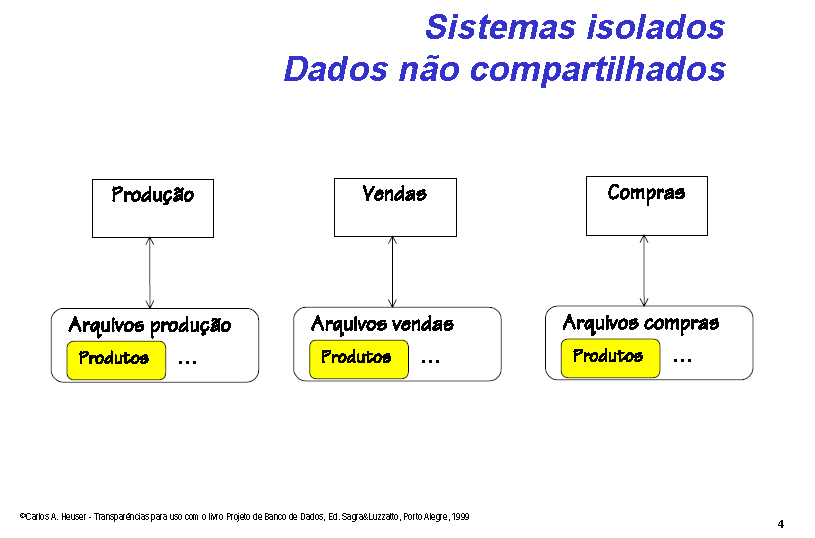 Sistemas isolados
Dados não compartilhados
Produção
Vendas
Compras
Arquivos produção
Produtos ...
Arquivos vendas
Produtos ...
Arquivos compras
Produtos ...
©Carlos A. Heuser - Transparências para uso com o livro Projeto de Banco de Dados, Ed. Sagra&Luzzatto, Porto Alegre, 1999
4